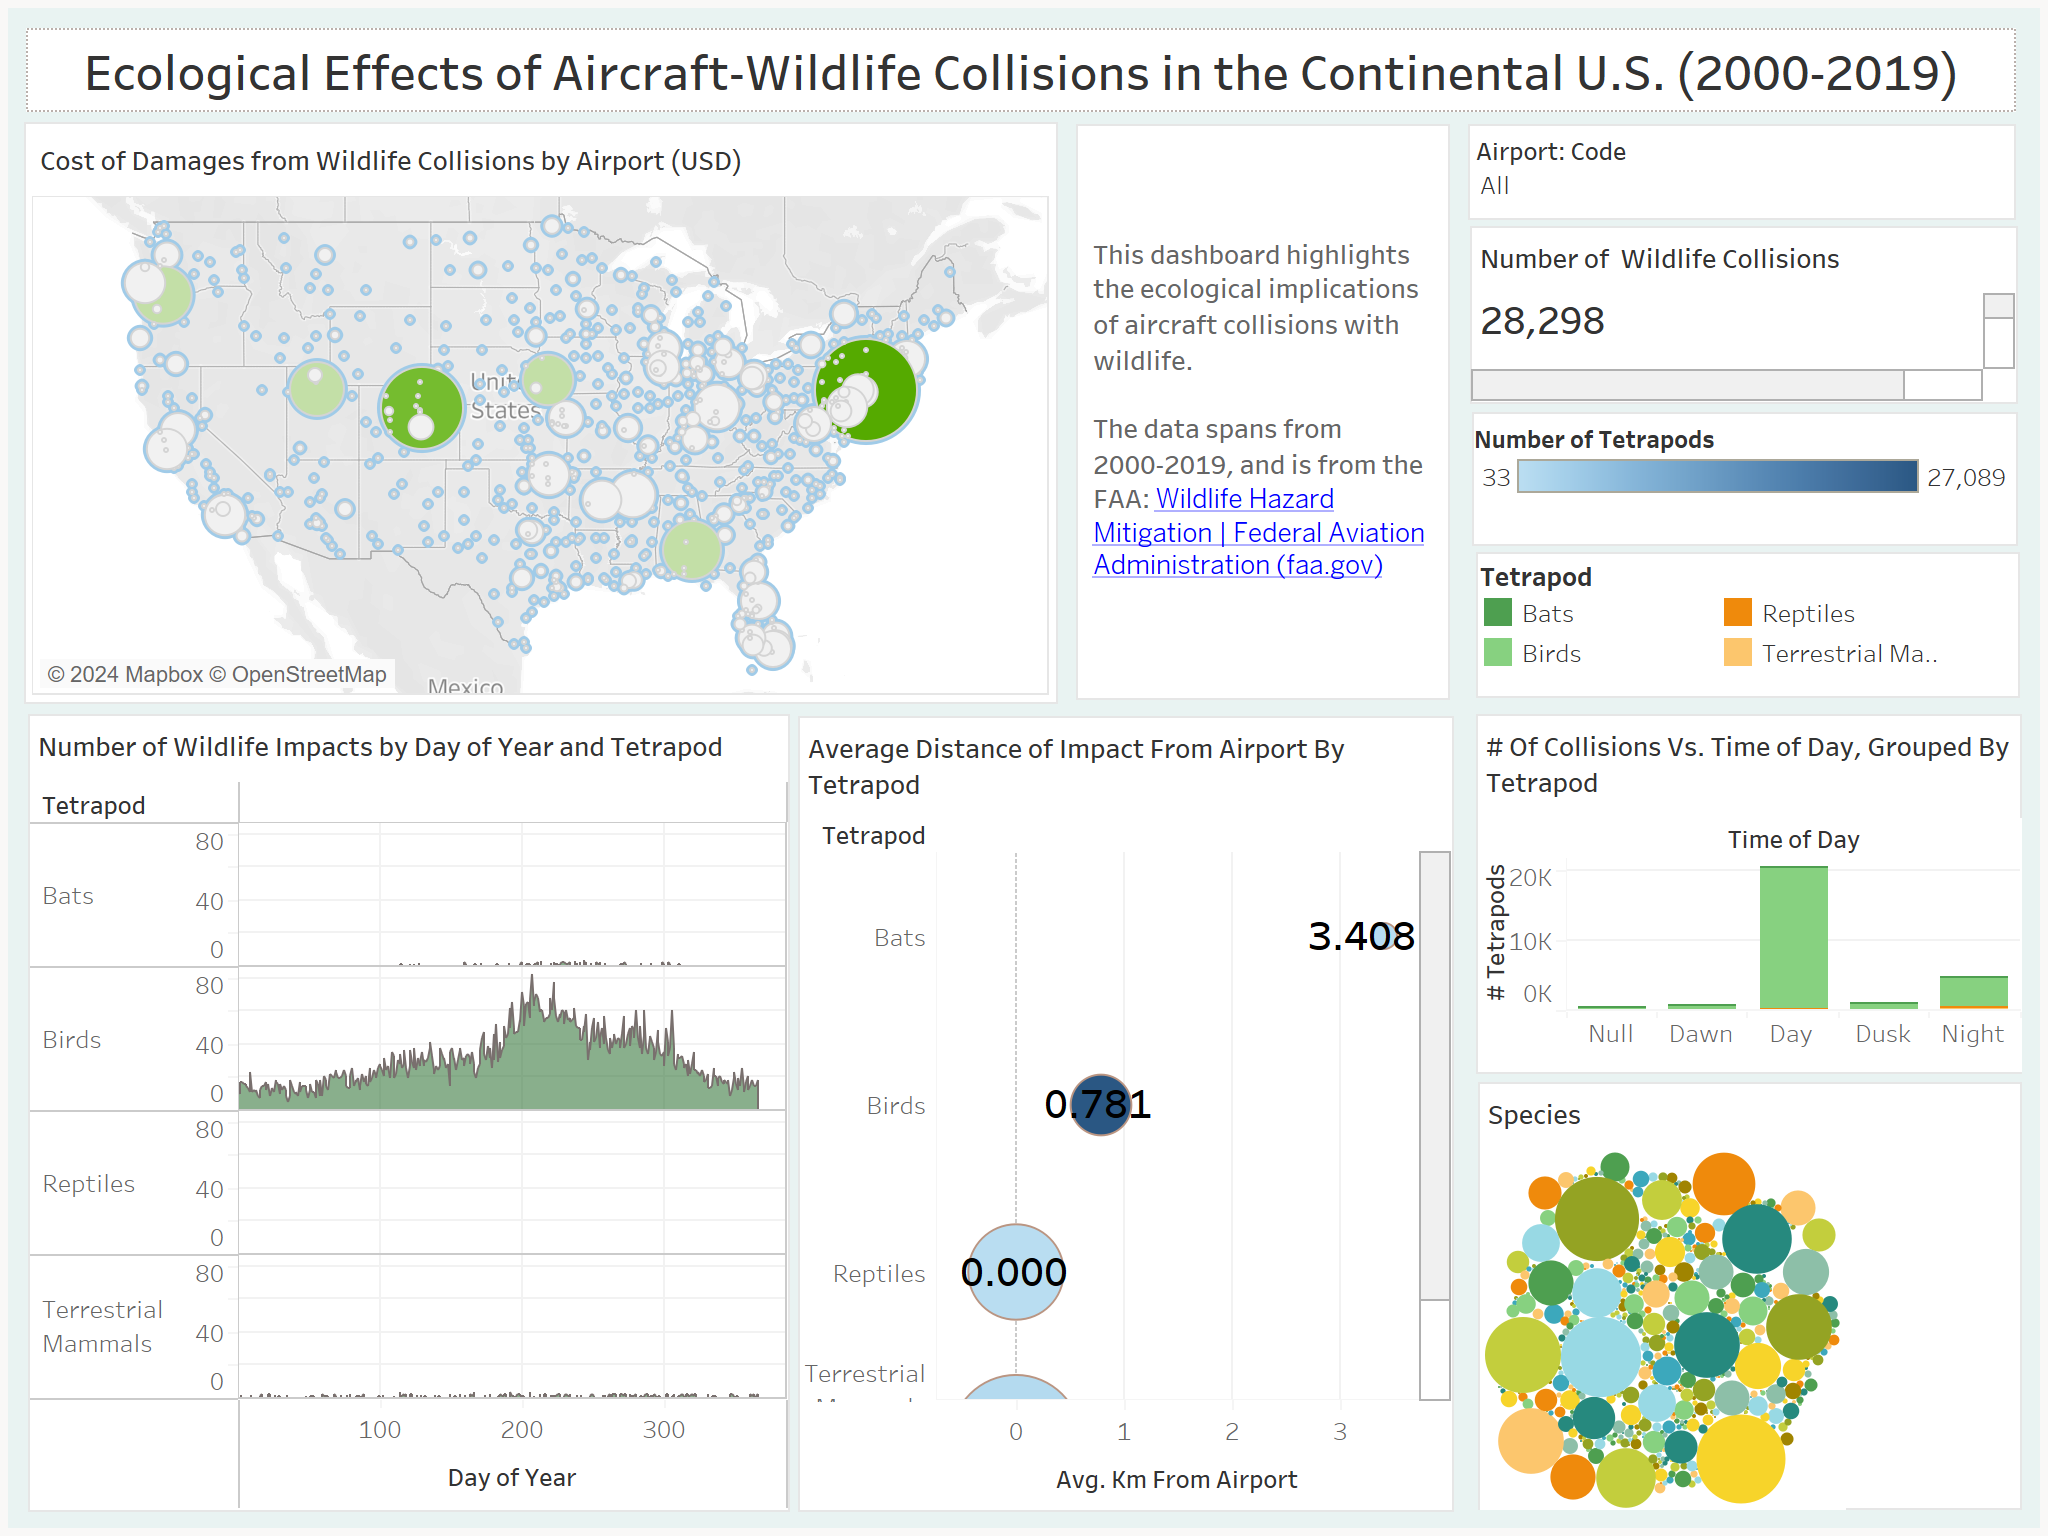 Ecological Effects of Aircraft-Wildlife Collisions in the Continental U.S. (2000-2019)
Cost of Damages from Wildlife Collisions by Airport (USD)
United
States
Mexico
© 2024 Mapbox © OpenStreetMap
This dashboard highlights
the ecological implications
of aircraft collisions with
wildlife.
The data spans from
2000-2019, and is from the
FAA: Wildlife Hazard
Mitigation | Federal Aviation
Administration (faa.gov)
Airport: Code
All
Number of Wildlife Collisions
28,298
Number of Tetrapods
33 27,089
Tetrapod
Bats Reptiles
Birds Terrestrial Ma..
Number of Wildlife Impacts by Day of Year and Tetrapod
Tetrapod
80
Bats
40
0
80
Birds
40
0
80
Reptiles
40
0
80
Terrestrial
Mammals
40
0
100 200 300
Day of Year
Average Distance of Impact From Airport By
Tetrapod
Tetrapod
Bats 3.408
Birds 0.781
Reptiles 0.000
Terrestrial
0 1 2 3
Avg. Km From Airport
# Of Collisions Vs. Time of Day, Grouped By
Tetrapod
Time of Day
# Tetrapods
20K
10K
0K
Null Dawn Day Dusk Night
Species